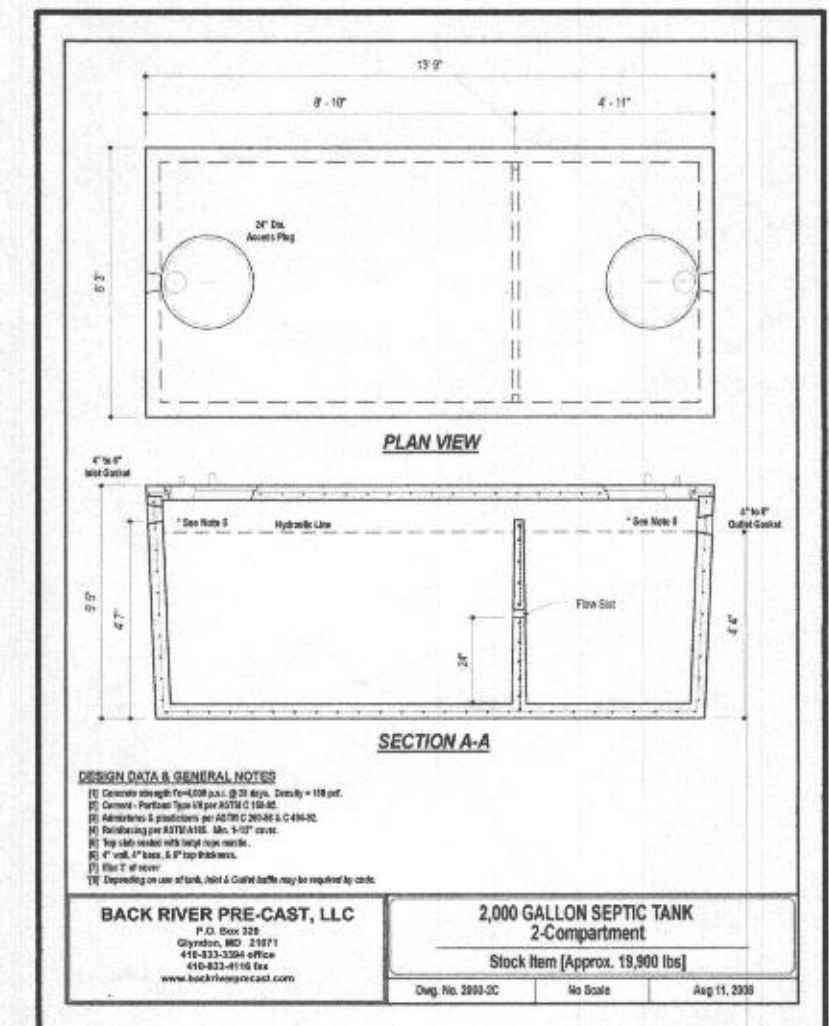 13' 9"
8' - 10"
4' - 11"
24" Dia.
Access Plug
6' 3"
PLAN VIEW
4" to 6"
Inlet Gasket
* See Note 8
Hydraulic Line
* See Note 8
4" to 6"
Outlet Gasket
5' 5"
4' 7"
Flow Slot
24"
4' 4"
SECTION A-A
DESIGN DATA & GENERAL NOTES
[1] Concrete strength f'c=4,000 p.s.i. @ 28 days. Density = 150 pcf.
[2] Cement - Portland Type I/II per ASTM C 150-92.
[3] Admixtures & plasticizers per ASTM C 260-86 & C 494-92.
[4] Reinforcing per ASTM A185. Min. 1-1/2" cover.
[5] Top slab sealed with butyl rope mastic.
[6] 4" wall, 4" base, & 5" top thickness.
[7] Max 3' of cover
*[8] Depending on use of tank, Inlet & Outlet baffle may be required by code.
BACK RIVER PRE-CAST, LLC
P.O. Box 329
Glyndon, MD 21071
410-833-3394 office
410-833-4116 fax
www.backriverprecast.com
2,000 GALLON SEPTIC TANK
2-Compartment
Stock Item [Approx. 19,900 lbs]
Dwg. No. 2000-2C
No Scale
Aug 11,